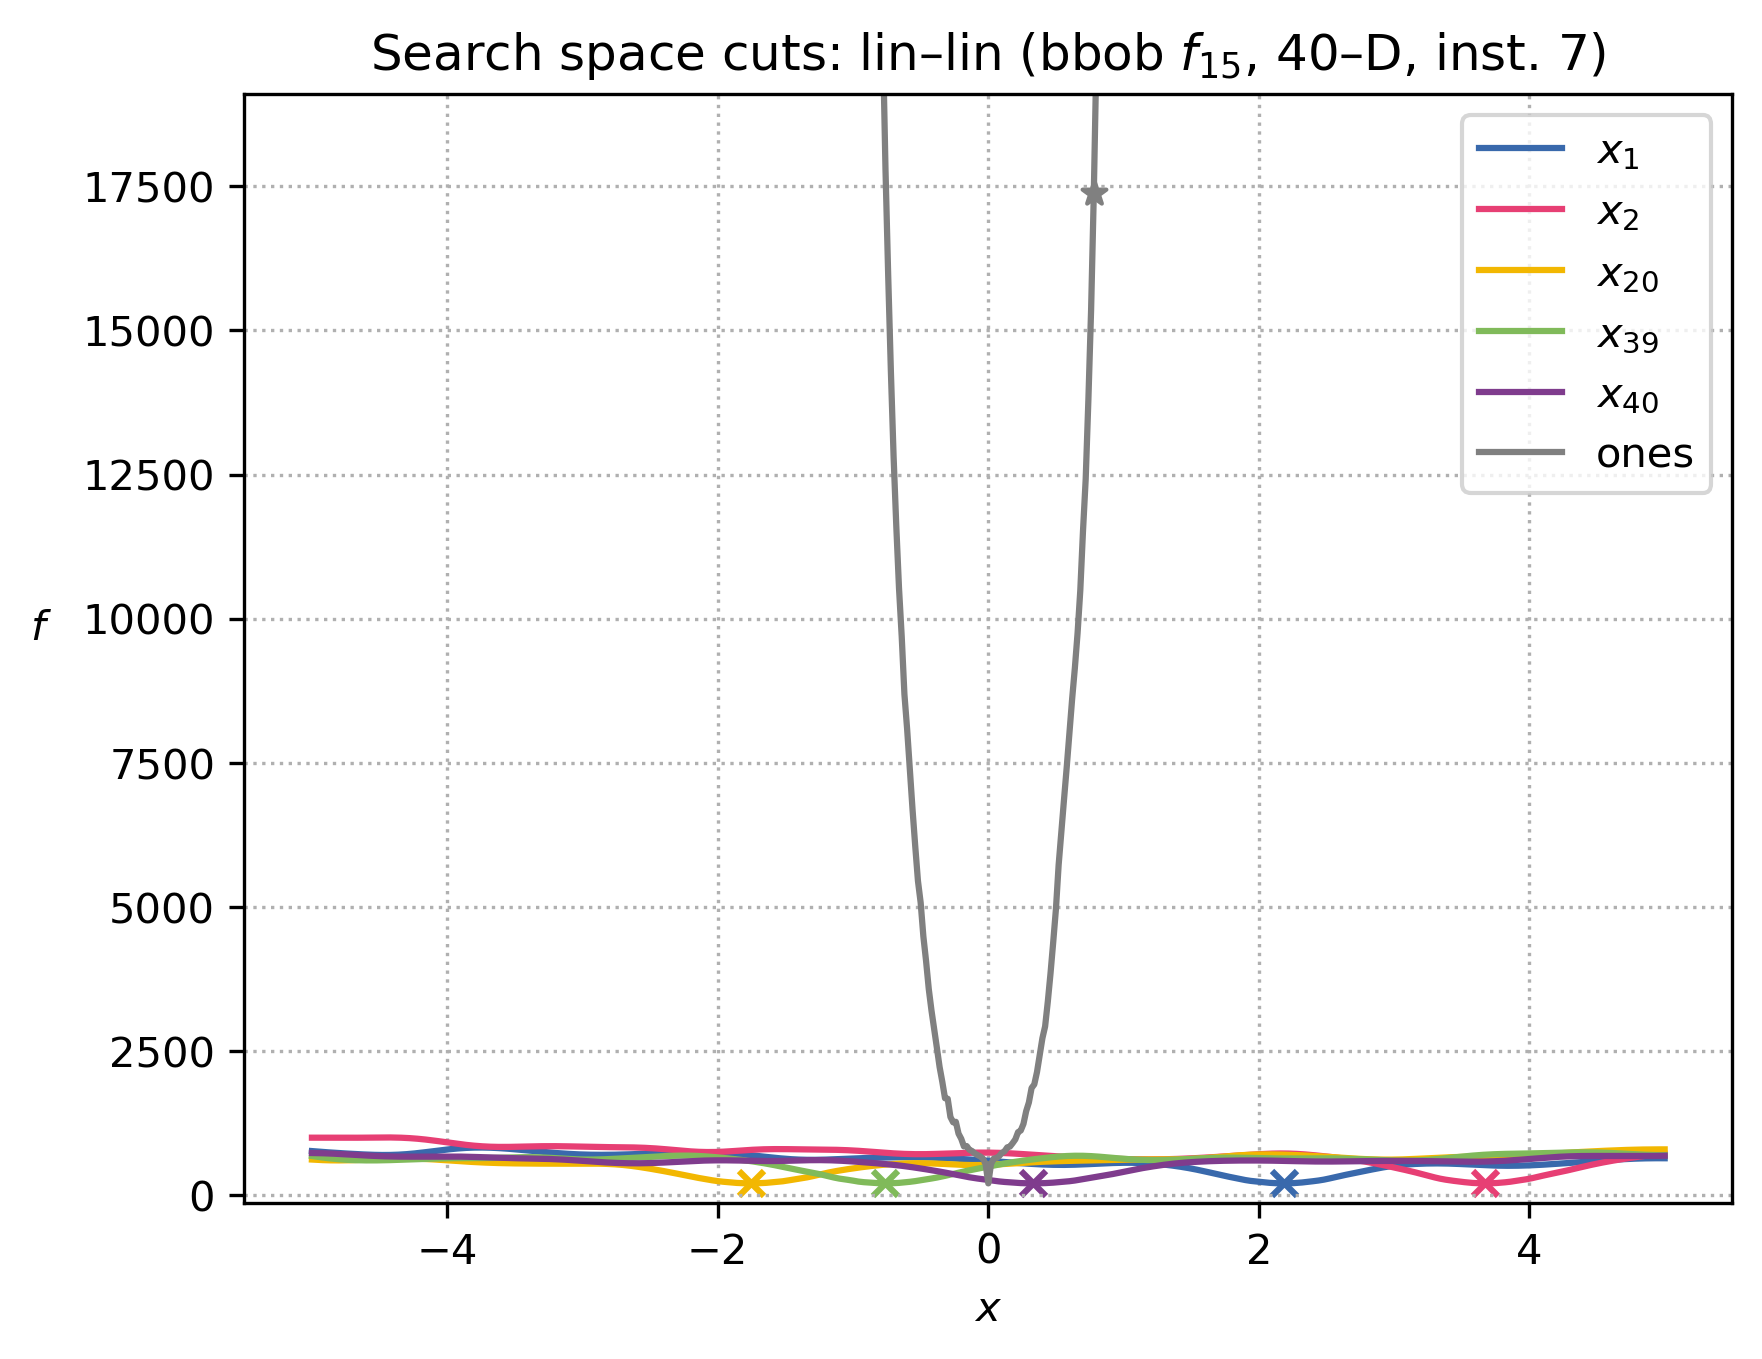 Search space cuts: lin–lin (bbob f₁₅, 40–D, inst. 7)
x₁
x₂
x₂₀
x₃₉
x₄₀
ones
17500
15000
12500
10000
7500
5000
2500
0
f
−4
−2
0
2
4
x